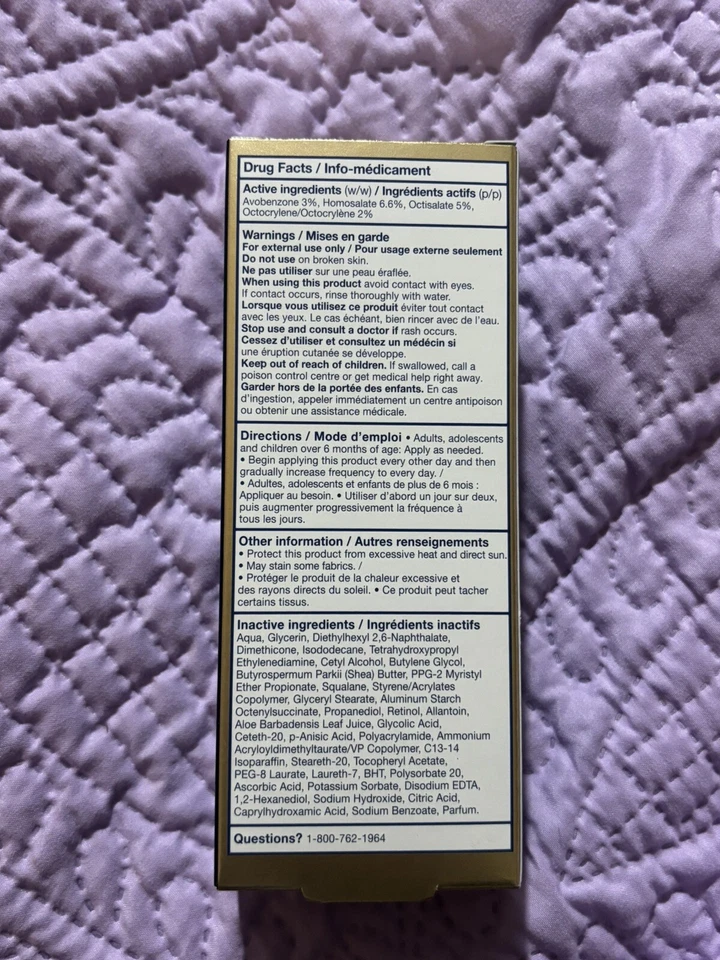 Drug Facts / Info-médicament
Active ingredients (w/w) / Ingrédients actifs (p/p)
Avobenzone 3%, Homosalate 6.6%, Octisalate 5%,
Octocrylene/Octocrylène 2%
Warnings / Mises en garde
For external use only / Pour usage externe seulement
Do not use on broken skin.
Ne pas utiliser sur une peau éraflée.
When using this product avoid contact with eyes.
If contact occurs, rinse thoroughly with water.
Lorsque vous utilisez ce produit éviter tout contact
avec les yeux. Le cas échéant, bien rincer avec de l'eau.
Stop use and consult a doctor if rash occurs.
Cessez d'utiliser et consultez un médécin si
une éruption cutanée se développe.
Keep out of reach of children. If swallowed, call a
poison control centre or get medical help right away.
Garder hors de la portée des enfants. En cas
d'ingestion, appeler immédiatement un centre antipoison
ou obtenir une assistance médicale.
Directions / Mode d'emploi • Adults, adolescents
and children over 6 months of age: Apply as needed.
• Begin applying this product every other day and then
gradually increase frequency to every day. /
• Adultes, adolescents et enfants de plus de 6 mois :
Appliquer au besoin. • Utiliser d'abord un jour sur deux,
puis augmenter progressivement la fréquence à
tous les jours.
Other information / Autres renseignements
• Protect this product from excessive heat and direct sun.
• May stain some fabrics. /
• Protéger le produit de la chaleur excessive et
des rayons directs du soleil. • Ce produit peut tacher
certains tissus.
Inactive ingredients / Ingrédients inactifs
Aqua, Glycerin, Diethylhexyl 2,6-Naphthalate,
Dimethicone, Isododecane, Tetrahydroxypropyl
Ethylenediamine, Cetyl Alcohol, Butylene Glycol,
Butyrospermum Parkii (Shea) Butter, PPG-2 Myristyl
Ether Propionate, Squalane, Styrene/Acrylates
Copolymer, Glyceryl Stearate, Aluminum Starch
Octenylsuccinate, Propanediol, Retinol, Allantoin,
Aloe Barbadensis Leaf Juice, Glycolic Acid,
Ceteth-20, p-Anisic Acid, Polyacrylamide, Ammonium
Acryloyldimethyltaurate/VP Copolymer, C13-14
Isoparaffin, Steareth-20, Tocopheryl Acetate,
PEG-8 Laurate, Laureth-7, BHT, Polysorbate 20,
Ascorbic Acid, Potassium Sorbate, Disodium EDTA,
1,2-Hexanediol, Sodium Hydroxide, Citric Acid,
Caprylhydroxamic Acid, Sodium Benzoate, Parfum.
Questions? 1-800-762-1964